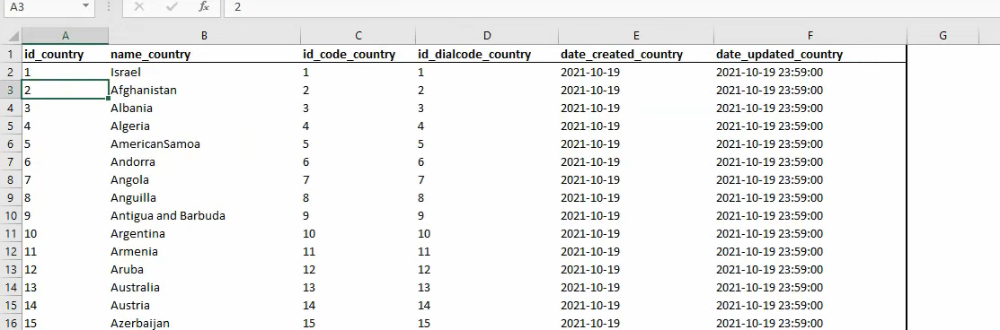 A3 fx 2
A B C D E F G
1 id_country name_country id_code_country id_dialcode_country date_created_country date_updated_country
2 1 Israel 1 1 2021-10-19 2021-10-19 23:59:00
3 2 Afghanistan 2 2 2021-10-19 2021-10-19 23:59:00
4 3 Albania 3 3 2021-10-19 2021-10-19 23:59:00
5 4 Algeria 4 4 2021-10-19 2021-10-19 23:59:00
6 5 AmericanSamoa 5 5 2021-10-19 2021-10-19 23:59:00
7 6 Andorra 6 6 2021-10-19 2021-10-19 23:59:00
8 7 Angola 7 7 2021-10-19 2021-10-19 23:59:00
9 8 Anguilla 8 8 2021-10-19 2021-10-19 23:59:00
10 9 Antigua and Barbuda 9 9 2021-10-19 2021-10-19 23:59:00
11 10 Argentina 10 10 2021-10-19 2021-10-19 23:59:00
12 11 Armenia 11 11 2021-10-19 2021-10-19 23:59:00
13 12 Aruba 12 12 2021-10-19 2021-10-19 23:59:00
14 13 Australia 13 13 2021-10-19 2021-10-19 23:59:00
15 14 Austria 14 14 2021-10-19 2021-10-19 23:59:00
16 15 Azerbaijan 15 15 2021-10-19 2021-10-19 23:59:00